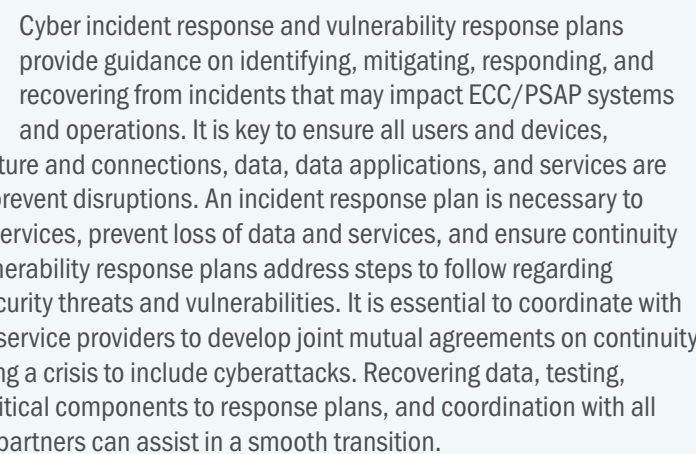 Cyber incident response and vulnerability response plans
provide guidance on identifying, mitigating, responding, and
recovering from incidents that may impact ECC/PSAP systems
and operations. It is key to ensure all users and devices,
ture and connections, data, data applications, and services are
prevent disruptions. An incident response plan is necessary to
ervices, prevent loss of data and services, and ensure continuity
nerability response plans address steps to follow regarding
curity threats and vulnerabilities. It is essential to coordinate with
service providers to develop joint mutual agreements on continuity
ng a crisis to include cyberattacks. Recovering data, testing,
itical components to response plans, and coordination with all
partners can assist in a smooth transition.